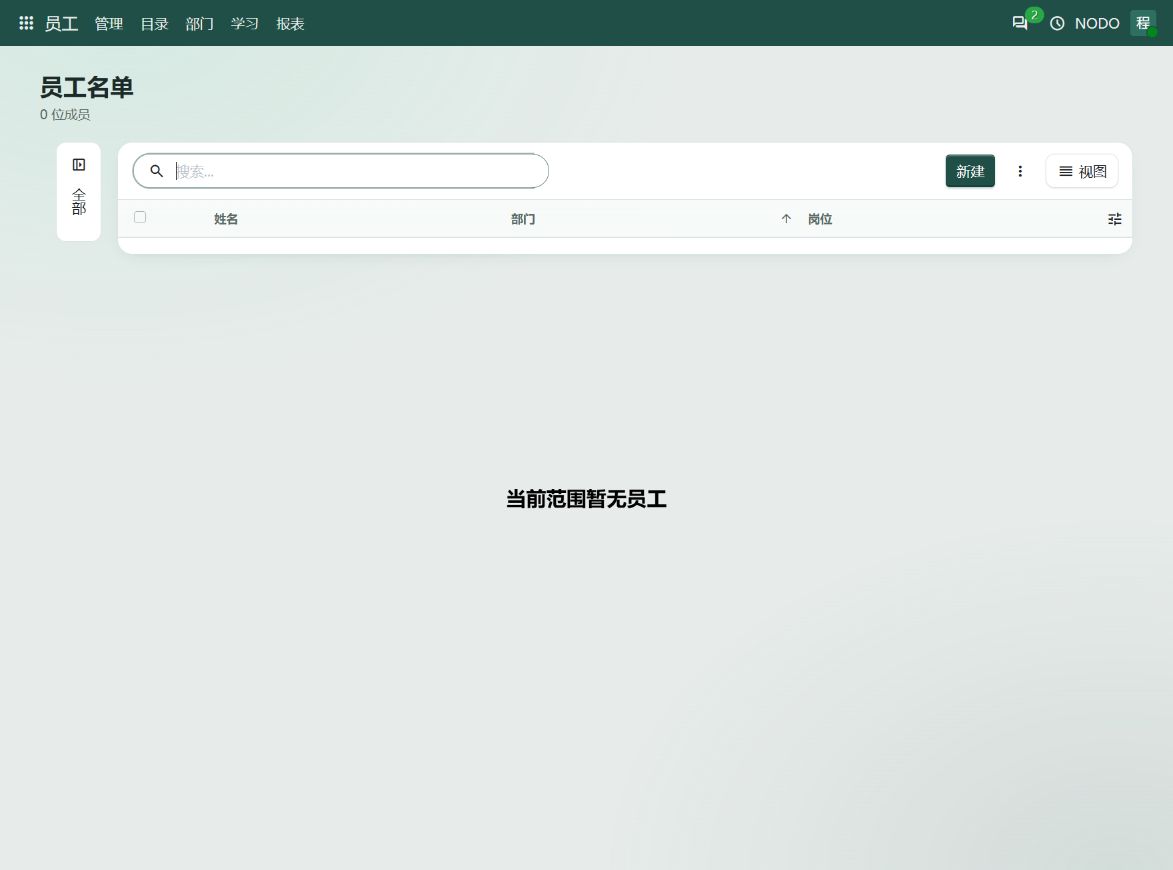 员工 管理 目录 部门 学习 报表 2 NODO 程
员工名单
0 位成员
全部
搜索... 新建 视图
姓名 部门 岗位
当前范围暂无员工